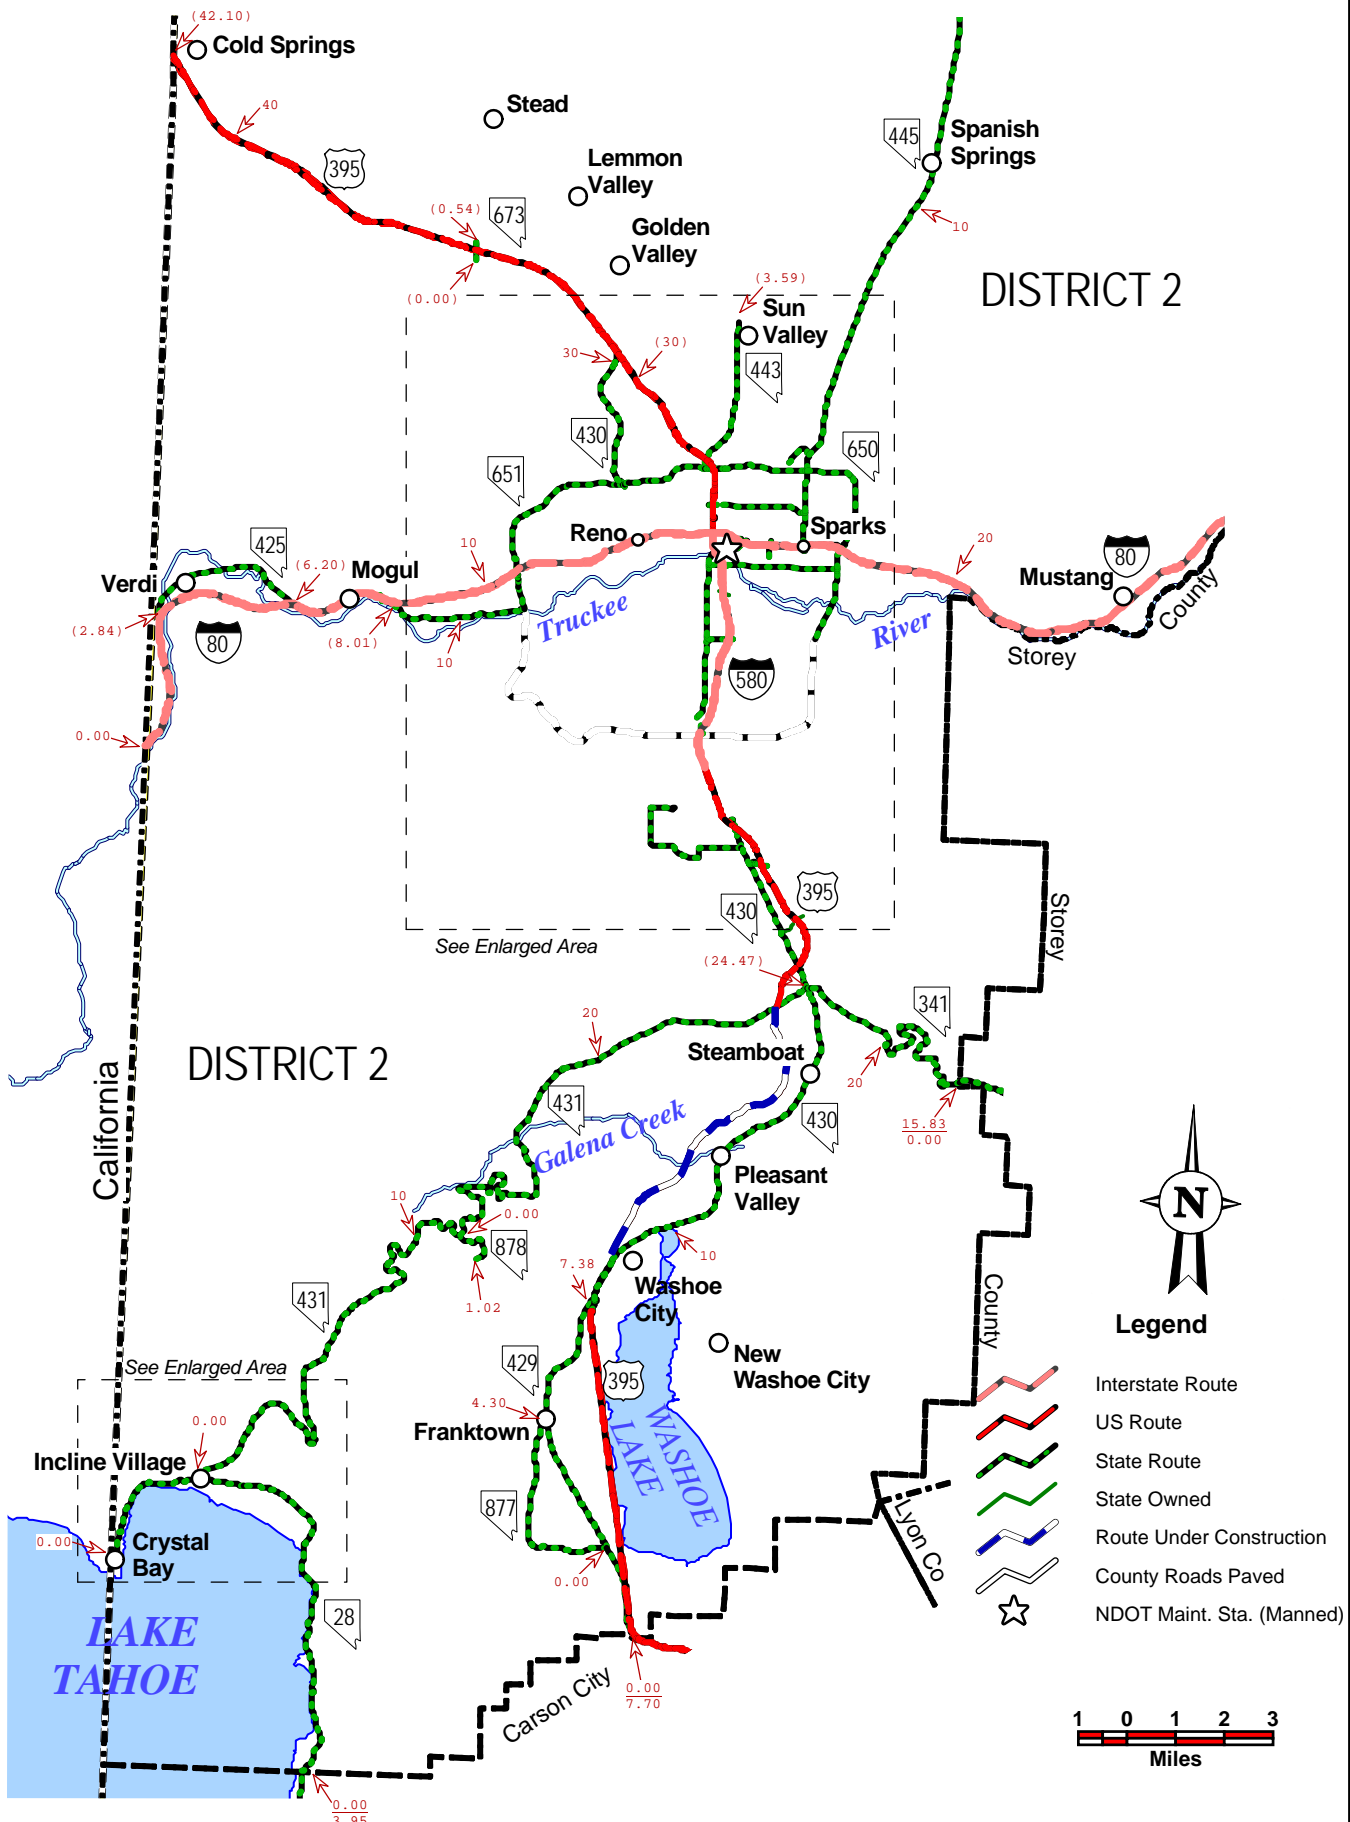 (42.10)
Cold Springs
40
Stead
395
445
Spanish
Springs
Lemmon
Valley
(0.54)
673
Golden
Valley
10
(0.00)
(3.59)
DISTRICT 2
Sun
Valley
30
(30)
443
430
650
651
Reno
Sparks
425
10
20
80
Verdi
(6.20)
Mogul
Mustang
County
(2.84)
80
(8.01)
10
Truckee
River
Storey
580
0.00
395
430
Storey
See Enlarged Area
(24.47)
341
20
DISTRICT 2
Steamboat
20
California
431
Galena Creek
430
15.83
0.00
Pleasant
Valley
N
10
0.00
878
10
7.38
Washoe
City
County
431
1.02
Legend
See Enlarged Area
429
395
New
Washoe City
Interstate Route
0.00
4.30
Franktown
WASHOE
LAKE
US Route
Incline Village
State Route
877
State Owned
Lyon Co
0.00
Crystal
Bay
Route Under Construction
0.00
County Roads Paved
28
NDOT Maint. Sta. (Manned)
LAKE
TAHOE
0.00
7.70
Carson City
1 0 1 2 3
Miles
0.00
3.95